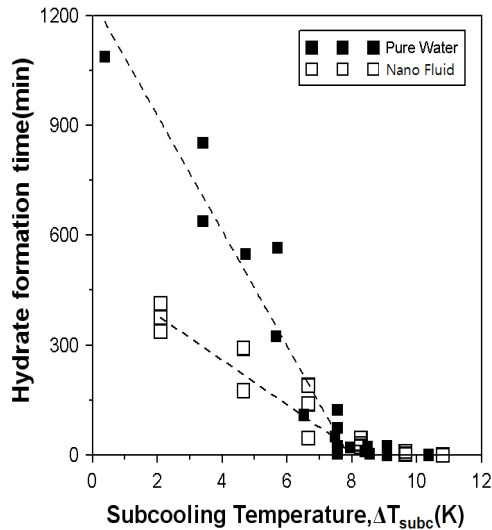 1200
Pure Water
Nano Fluid
900
600
300
0
0 2 4 6 8 10 12
Hydrate formation time(min)
Subcooling Temperature,ΔTsubc(K)